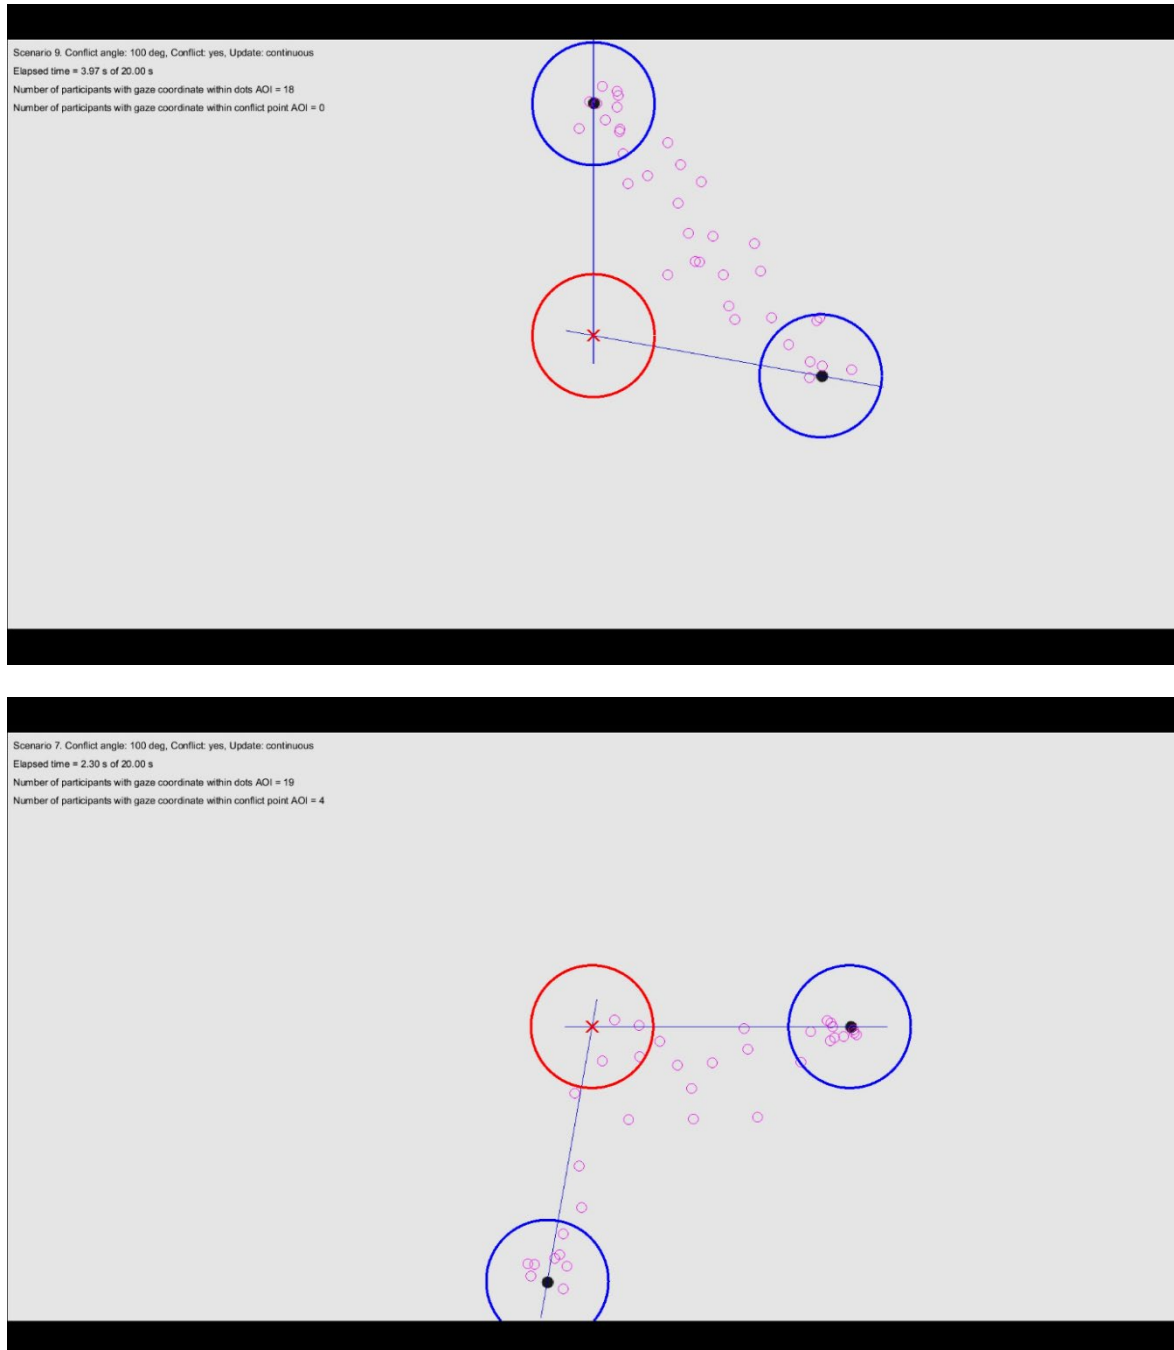 Scenario 9. Conflict angle: 100 deg, Conflict: yes, Update: continuous
Elapsed time = 3.97 s of 20.00 s
Number of participants with gaze coordinate within dots AOI = 18
Number of participants with gaze coordinate within conflict point AOI = 0
Scenario 7. Conflict angle: 100 deg, Conflict: yes, Update: continuous
Elapsed time = 2.30 s of 20.00 s
Number of participants with gaze coordinate within dots AOI = 19
Number of participants with gaze coordinate within conflict point AOI = 4